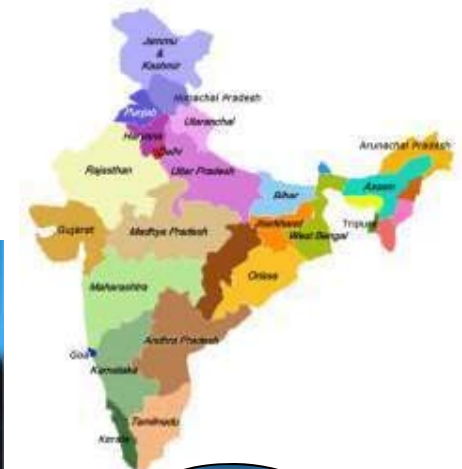 Jammu
&
Kashmir
Himachal Pradesh
Punjab
Utaranchal
Haryana
Delhi
Arunachal Pradesh
Rajasthan
Uttar Pradesh
Assam
Bihar
Gujarat
Madhya Pradesh
Jharkhand
West Bengal
Tripura
Orissa
Maharashtra
Andhra Pradesh
Goa
Karnataka
Tamilnadu
Kerala